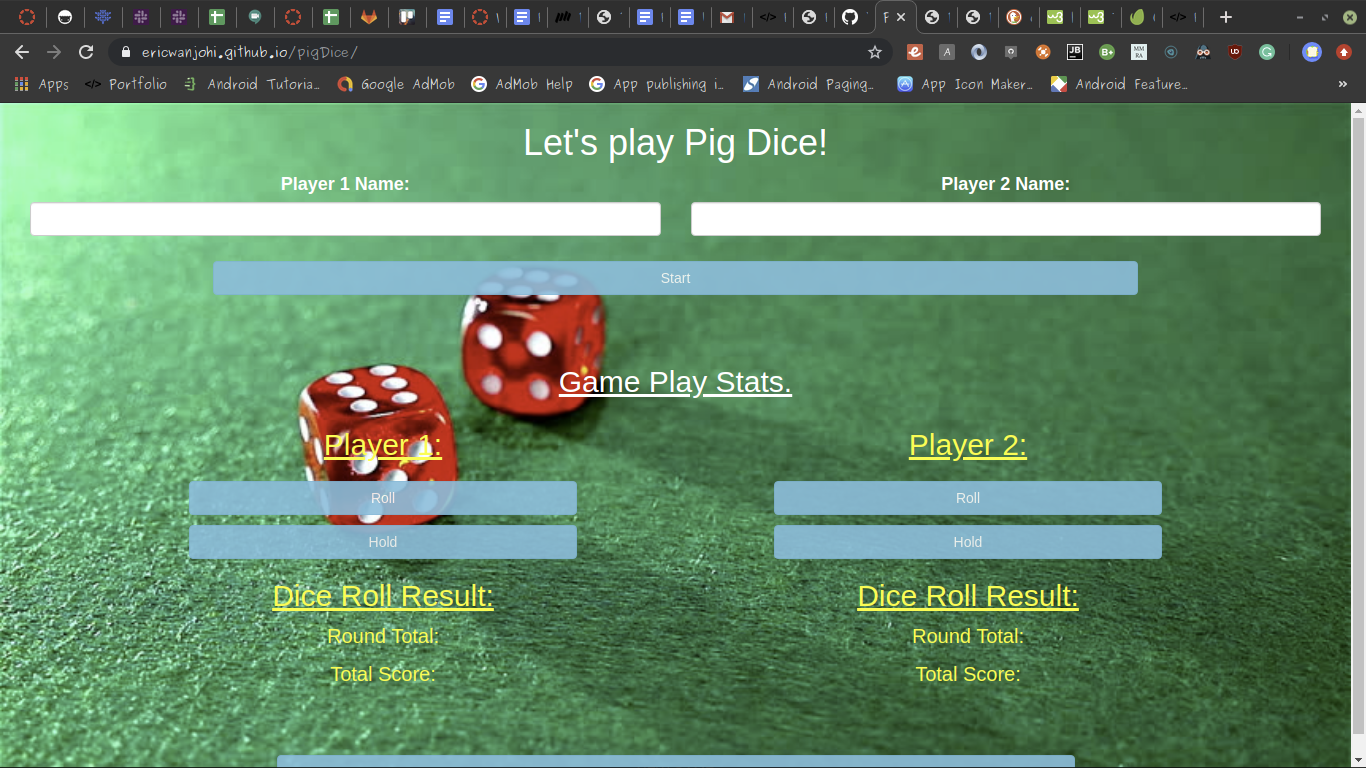 ericwanjohi.github.io/pigDice/
Apps
Portfolio
Android Tutoria…
Google AdMob
AdMob Help
App publishing i…
Android Paging…
App Icon Maker…
Android Feature…
»
Let's play Pig Dice!
Player 1 Name: Player 2 Name:
Start
Game Play Stats.
Player 1: Player 2:
Roll Roll
Hold Hold
Dice Roll Result: Dice Roll Result:
Round Total: Round Total:
Total Score: Total Score: